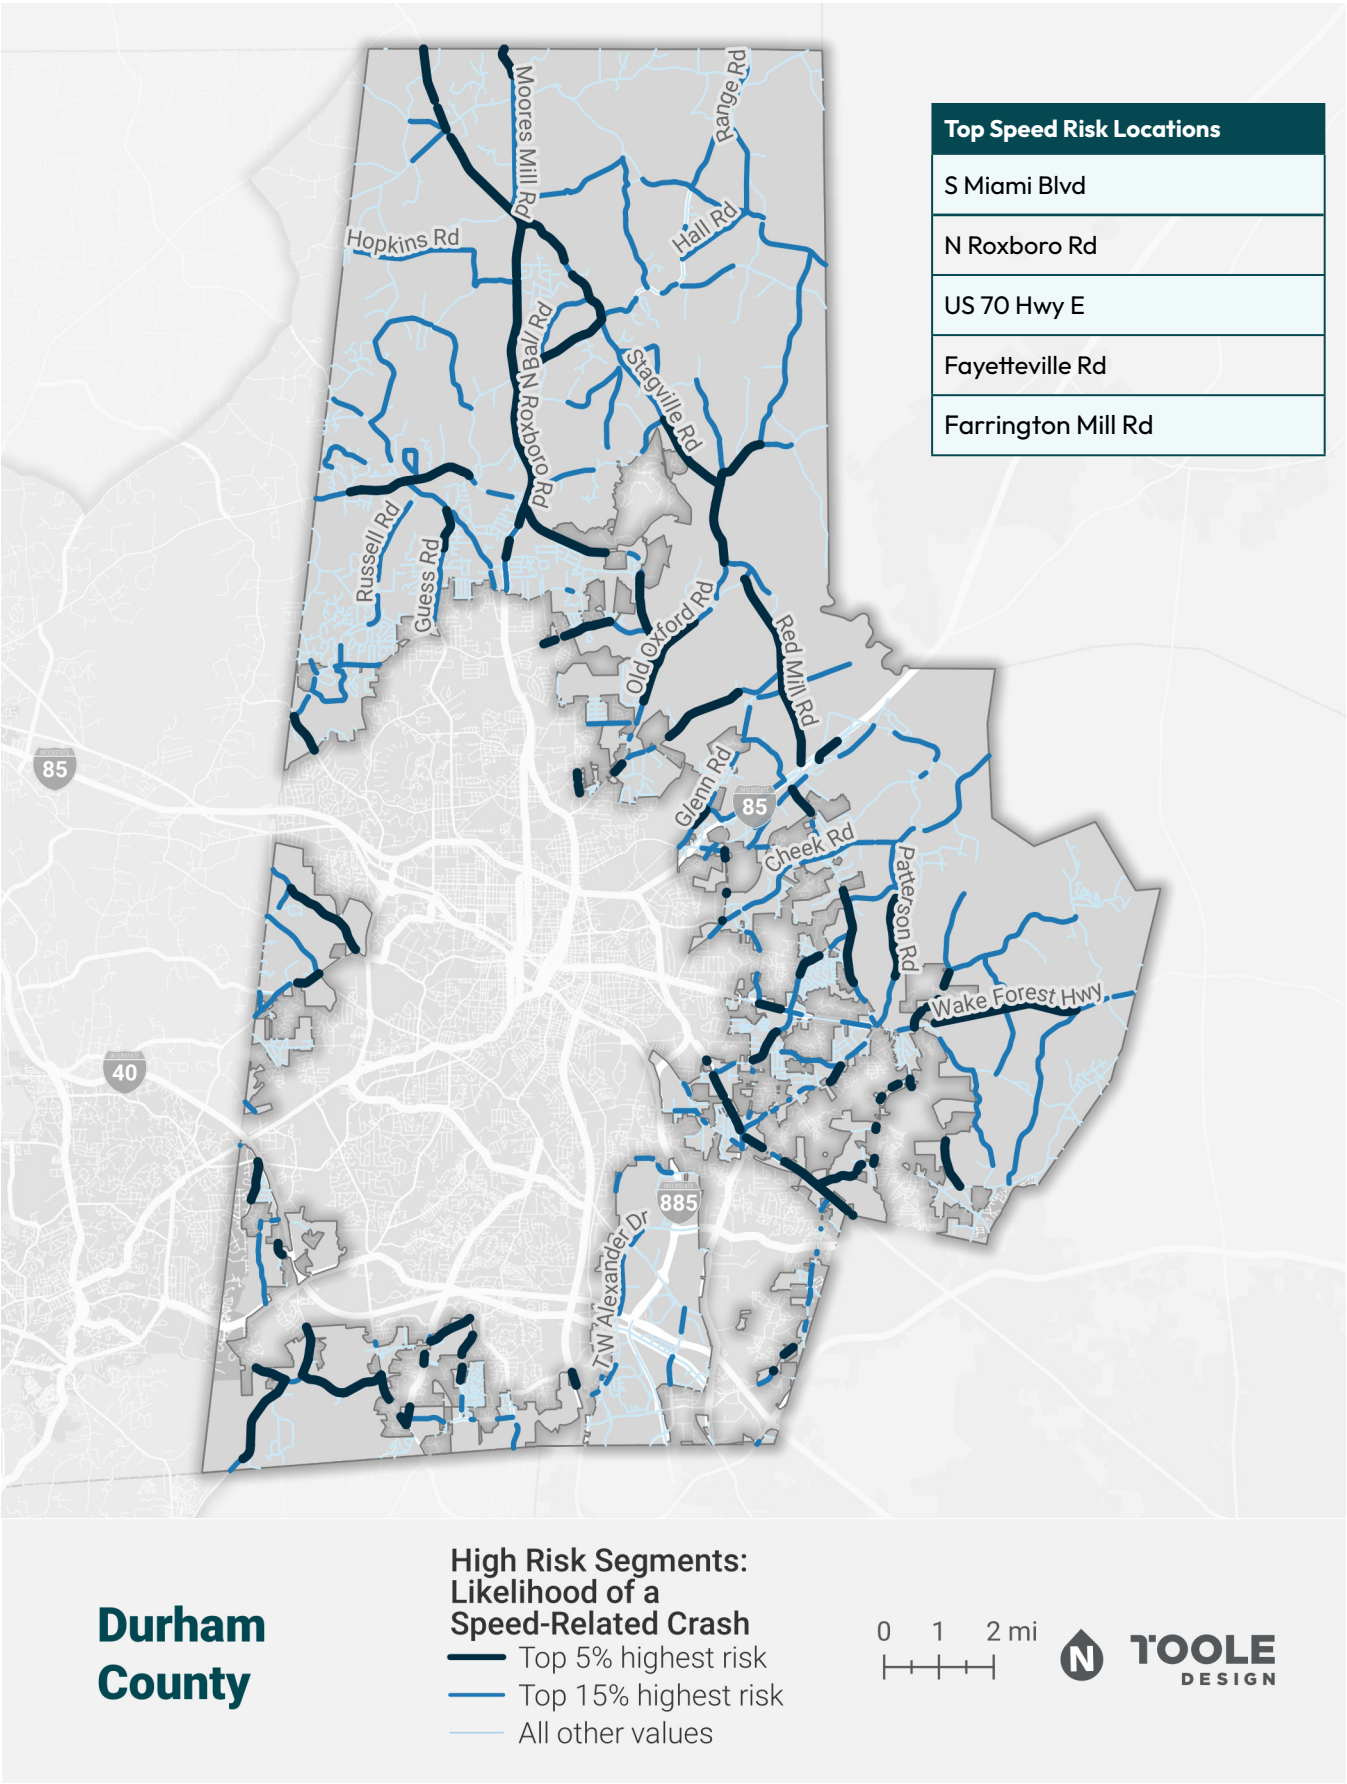 Moores Mill Rd
Range Rd
Top Speed Risk Locations
S Miami Blvd
N Roxboro Rd
US 70 Hwy E
Fayetteville Rd
Farrington Mill Rd
Hopkins Rd
Hall Rd
Ball Rd
N Roxboro Rd
Stagville Rd
Russell Rd
Guess Rd
Old Oxford Rd
Red Mill Rd
INTERSTATE
85
Glenn Rd
INTERSTATE
85
Cheek Rd
Patterson Rd
Wake Forest Hwy
INTERSTATE
40
INTERSTATE
885
T.W Alexander Dr
Durham
County
High Risk Segments:
Likelihood of a
Speed-Related Crash
Top 5% highest risk
Top 15% highest risk
All other values
0 1 2 mi
N
TOOLE
DESIGN